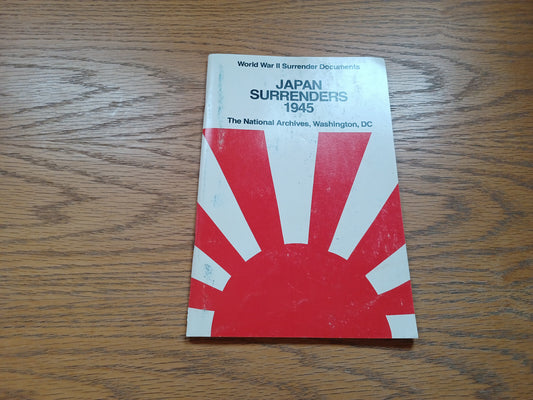 World War II Surrender Documents
JAPAN
SURRENDERS
1945
The National Archives, Washington, DC